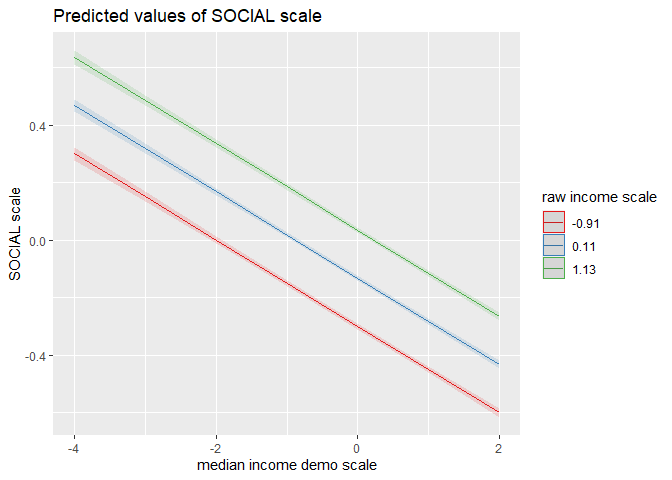 Predicted values of SOCIAL scale
SOCIAL scale
0.4
0.0
-0.4
-4
-2
0
2
median income demo scale
raw income scale
-0.91
0.11
1.13